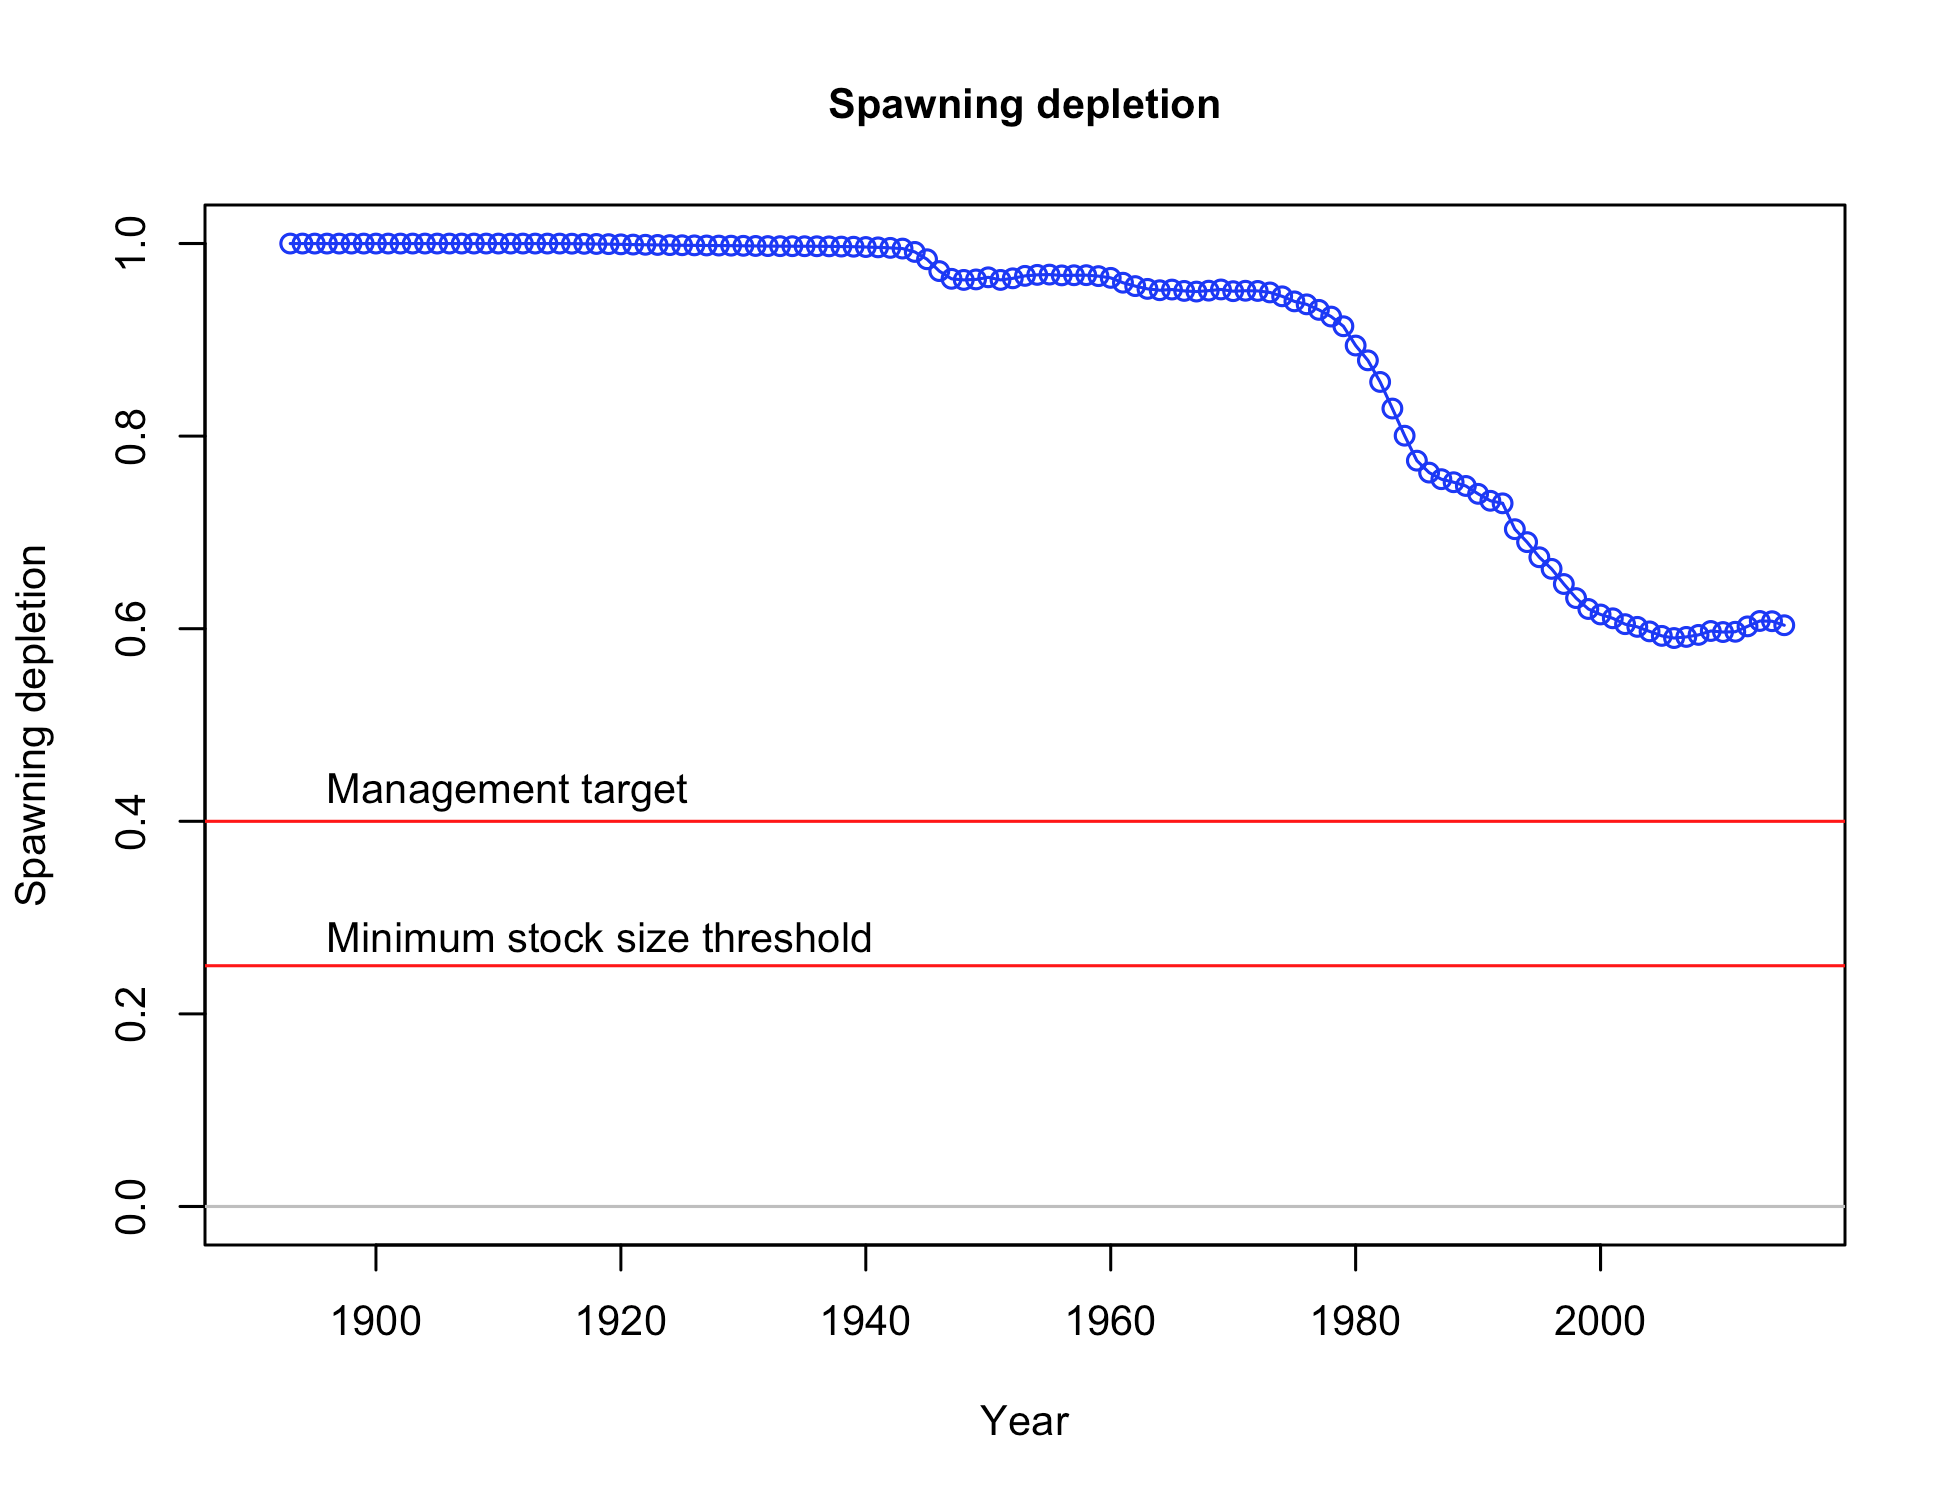 Spawning depletion
Spawning depletion
1.0
0.8
0.6
0.4
0.2
0.0
Management target
Minimum stock size threshold
1900 1920 1940 1960 1980 2000
Year